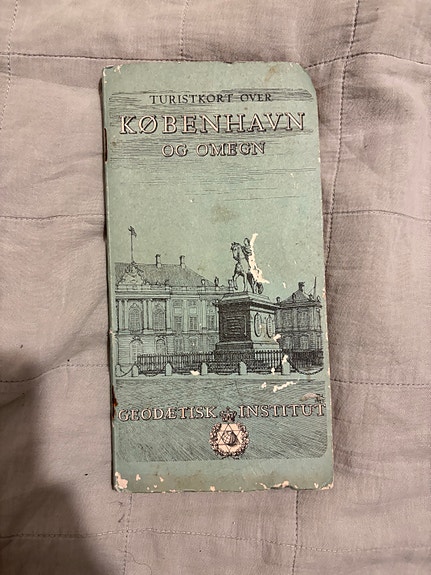 TURISTKORT OVER
KØBENHAVN
OG OMEGN
GEODÆTISK INSTITUT